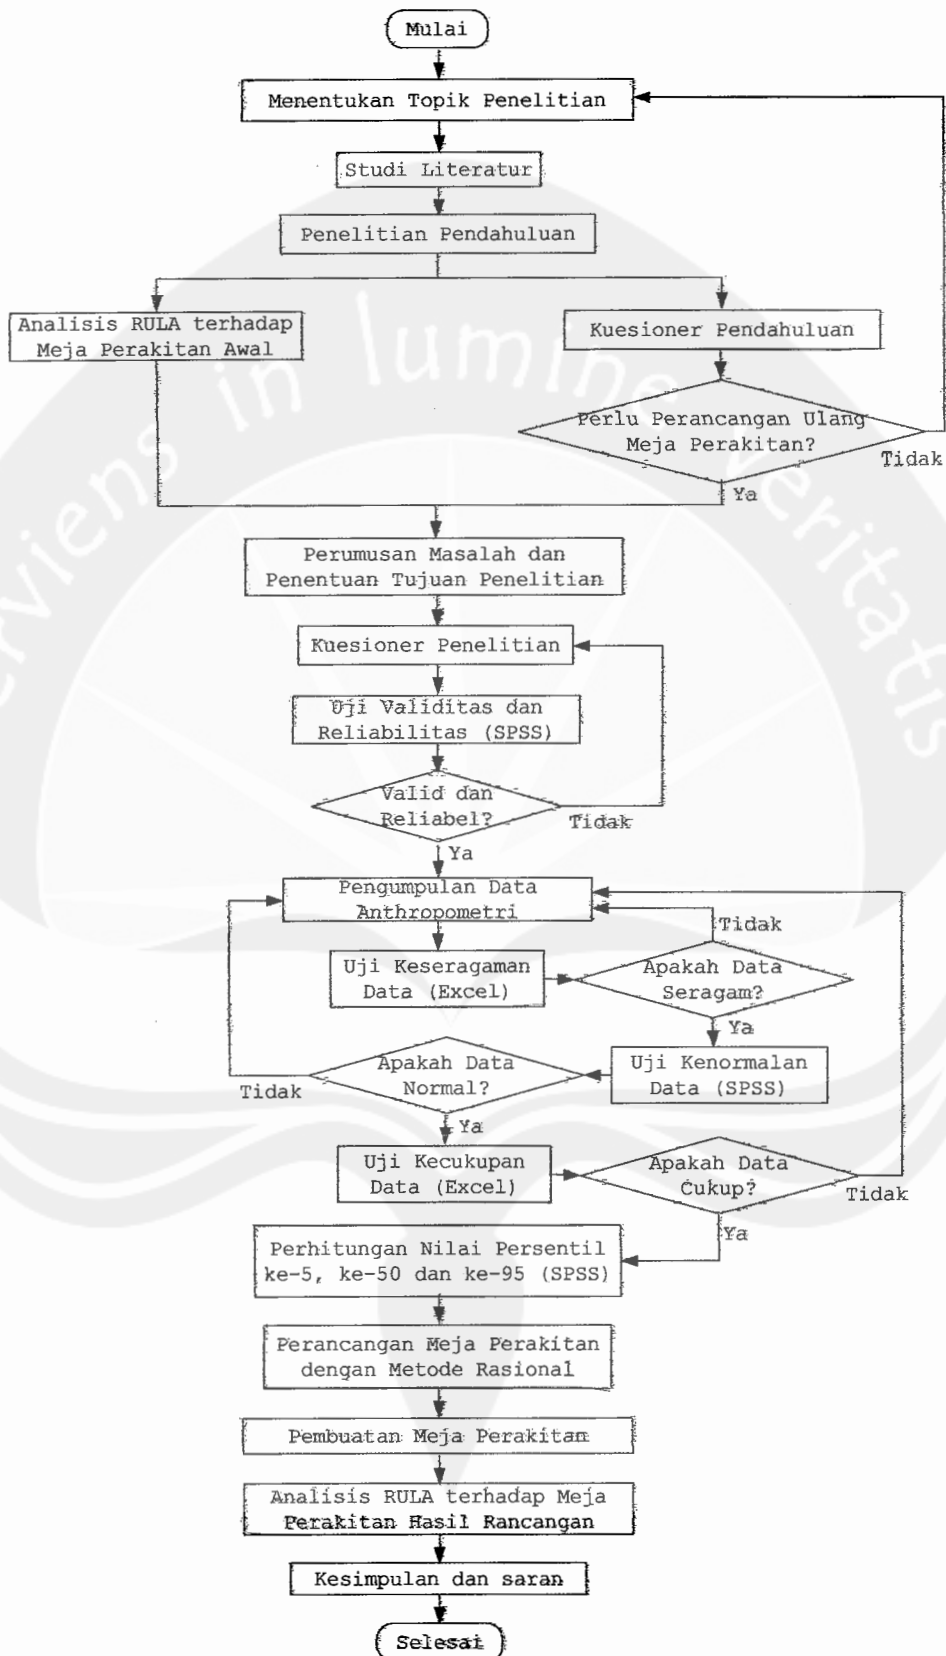 Mulai
Menentukan Topik Penelitian
Studi Literatur
Penelitian Pendahuluan
Analisis RULA terhadap
Meja Perakitan Awal
Kuesioner Pendahuluan
Perlu Perancangan Ulang
Meja Perakitan?
Tidak
Ya
Perumusan Masalah dan
Penentuan Tujuan Penelitian
Kuesioner Penelitian
Uji Validitas dan
Reliabilitas (SPSS)
Valid dan
Reliabel?
Tidak
Ya
Pengumpulan Data
Anthropometri
Tidak
Uji Keseragaman
Data (Excel)
Apakah Data
Seragam?
Ya
Uji Kenormalan
Data (SPSS)
Apakah Data
Normal?
Tidak
Ya
Uji Kecukupan
Data (Excel)
Apakah Data
Cukup?
Tidak
Ya
Perhitungan Nilai Persentil
ke-5, ke-50 dan ke-95 (SPSS)
Perancangan Meja Perakitan
dengan Metode Rasional
Pembuatan Meja Perakitan
Analisis RULA terhadap Meja
Perakitan Hasil Rancangan
Kesimpulan dan saran
Selesai
erviens in lumine veritatis